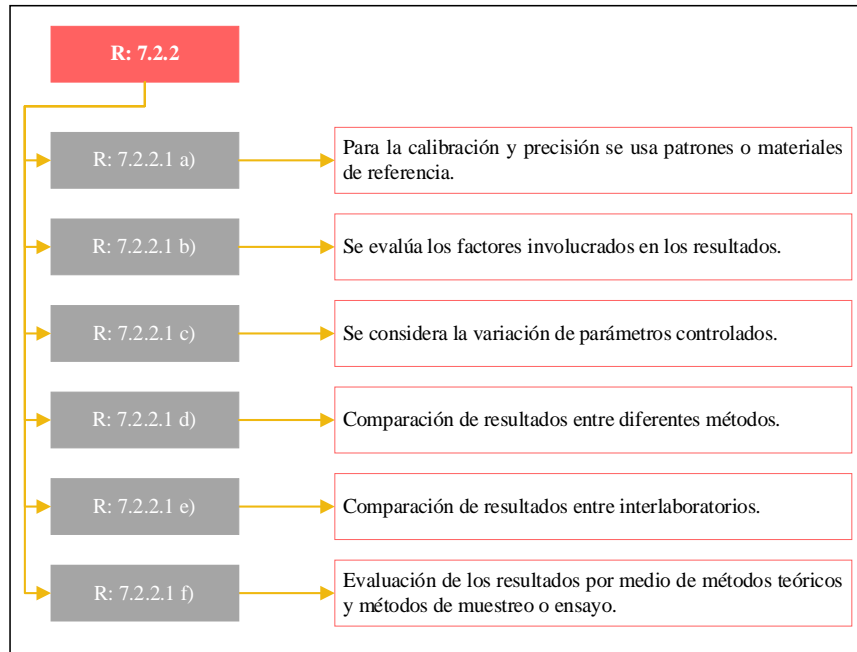 R: 7.2.2
R: 7.2.2.1 a)
Para la calibración y precisión se usa patrones o materiales
de referencia.
R: 7.2.2.1 b)
Se evalúa los factores involucrados en los resultados.
R: 7.2.2.1 c)
Se considera la variación de parámetros controlados.
R: 7.2.2.1 d)
Comparación de resultados entre diferentes métodos.
R: 7.2.2.1 e)
Comparación de resultados entre interlaboratorios.
R: 7.2.2.1 f)
Evaluación de los resultados por medio de métodos teóricos
y métodos de muestreo o ensayo.